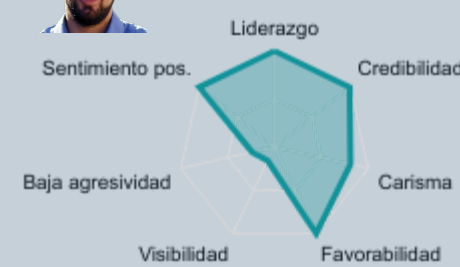 Liderazgo
Sentimiento pos.
Credibilidad
Baja agresividad
Carisma
Visibilidad
Favorabilidad